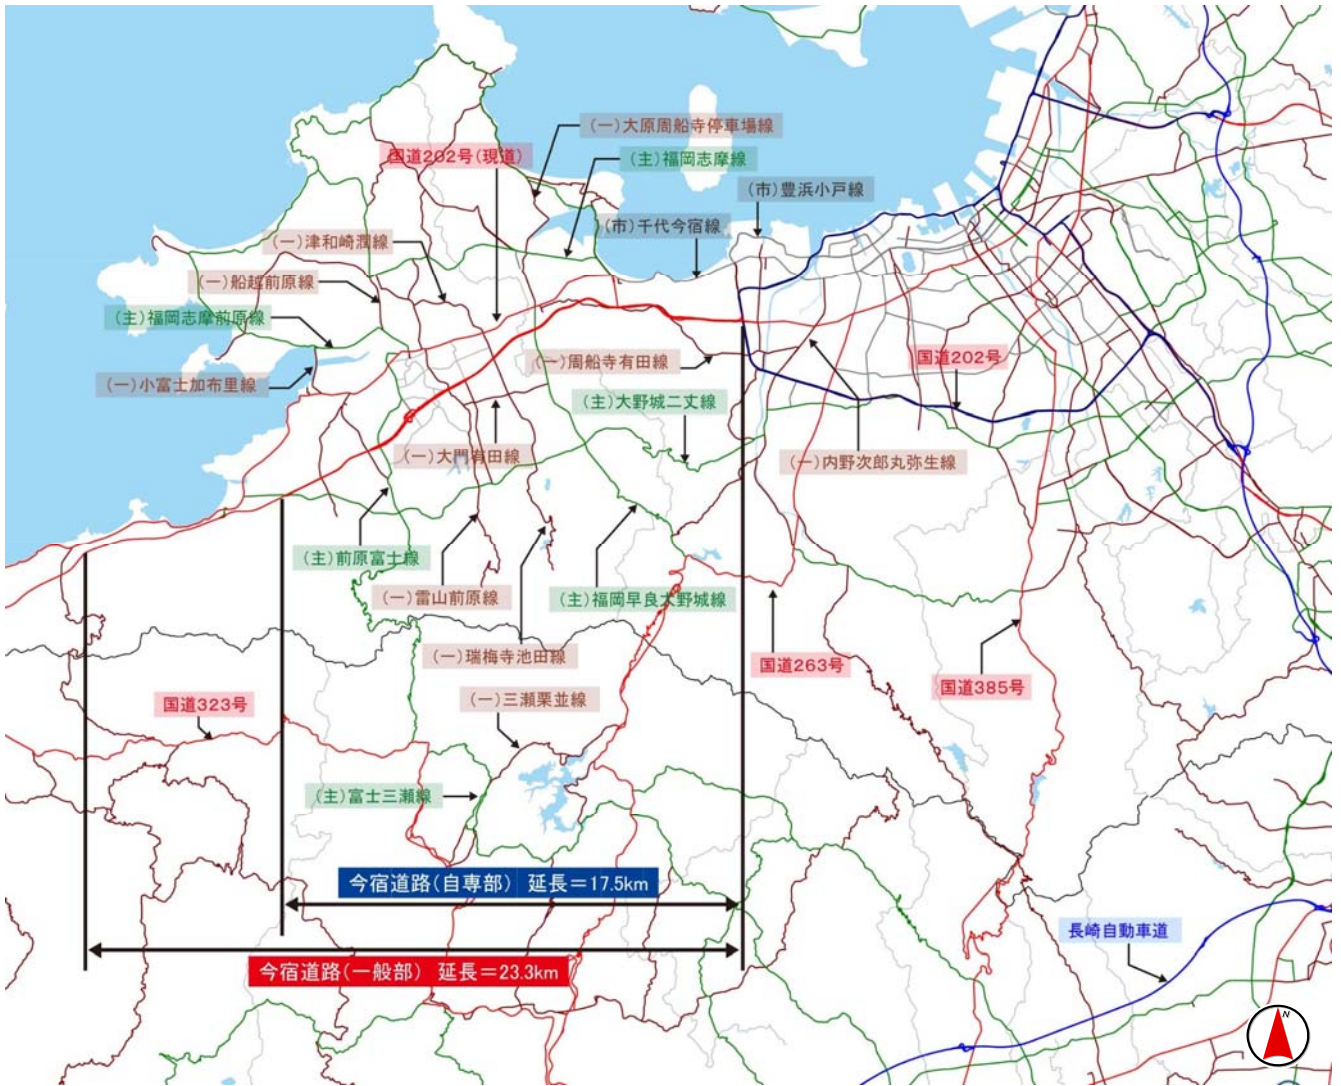 (一)大原周船寺停車場線
国道202号(現道)
(主)福岡志摩線
(市)豊浜小戸線
(市)千代今宿線
(一)津和崎潤線
(一)船越前原線
(主)福岡志摩前原線
(一)周船寺有田線
国道202号
(一)小富士加布里線
(主)大野城二丈線
(一)大門有田線
(一)内野次郎丸弥生線
(主)前原富士線
(一)雷山前原線
(主)福岡早良大野城線
(一)瑞梅寺池田線
国道263号
国道385号
国道323号
(一)三瀬栗並線
(主)富士三瀬線
今宿道路(自専部) 延長=17.5km
長崎自動車道
今宿道路(一般部) 延長=23.3km
N